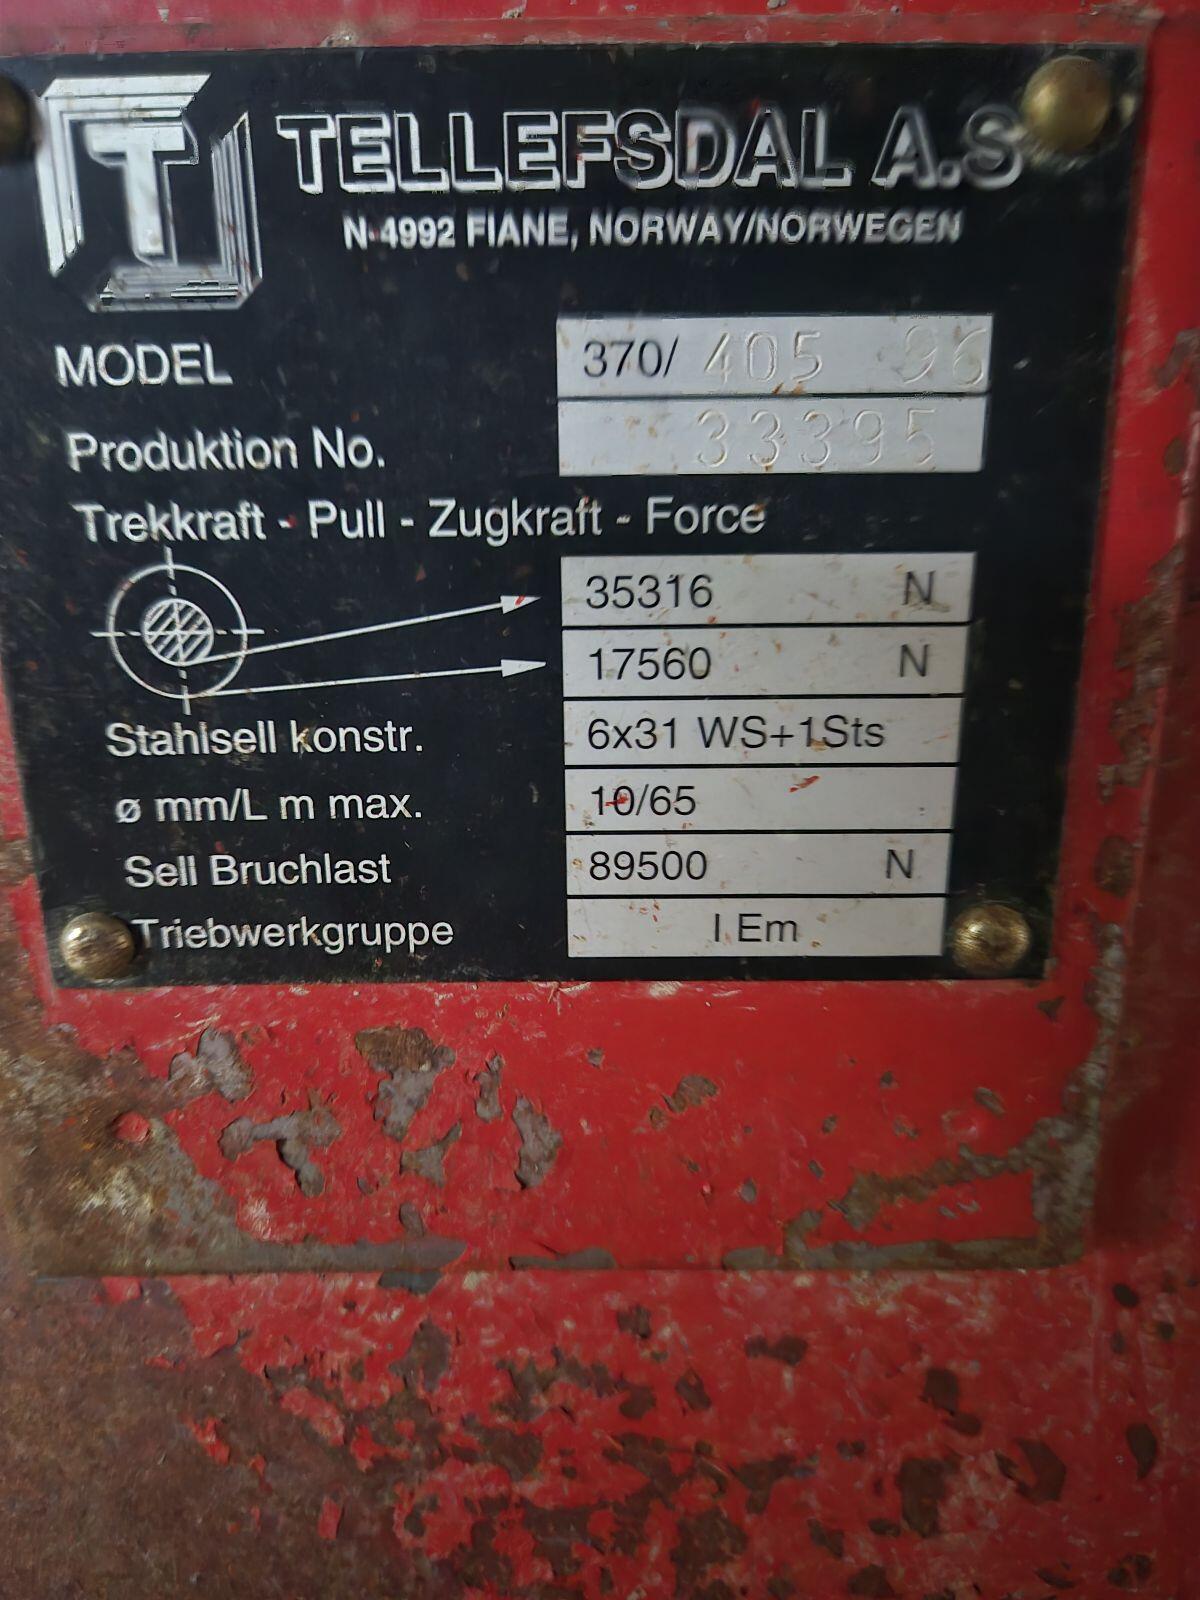 T TELLEFSDAL A.S
N-4992 FIANE, NORWAY/NORWEGEN
MODEL 370/ 405 96
Produktion No. 33395
Trekkraft - Pull - Zugkraft - Force
35316 N
17560 N
Stahlsell konstr. 6x31 WS+1Sts
ø mm/L m max. 10/65
Sell Bruchlast 89500 N
Triebwerkgruppe I Em